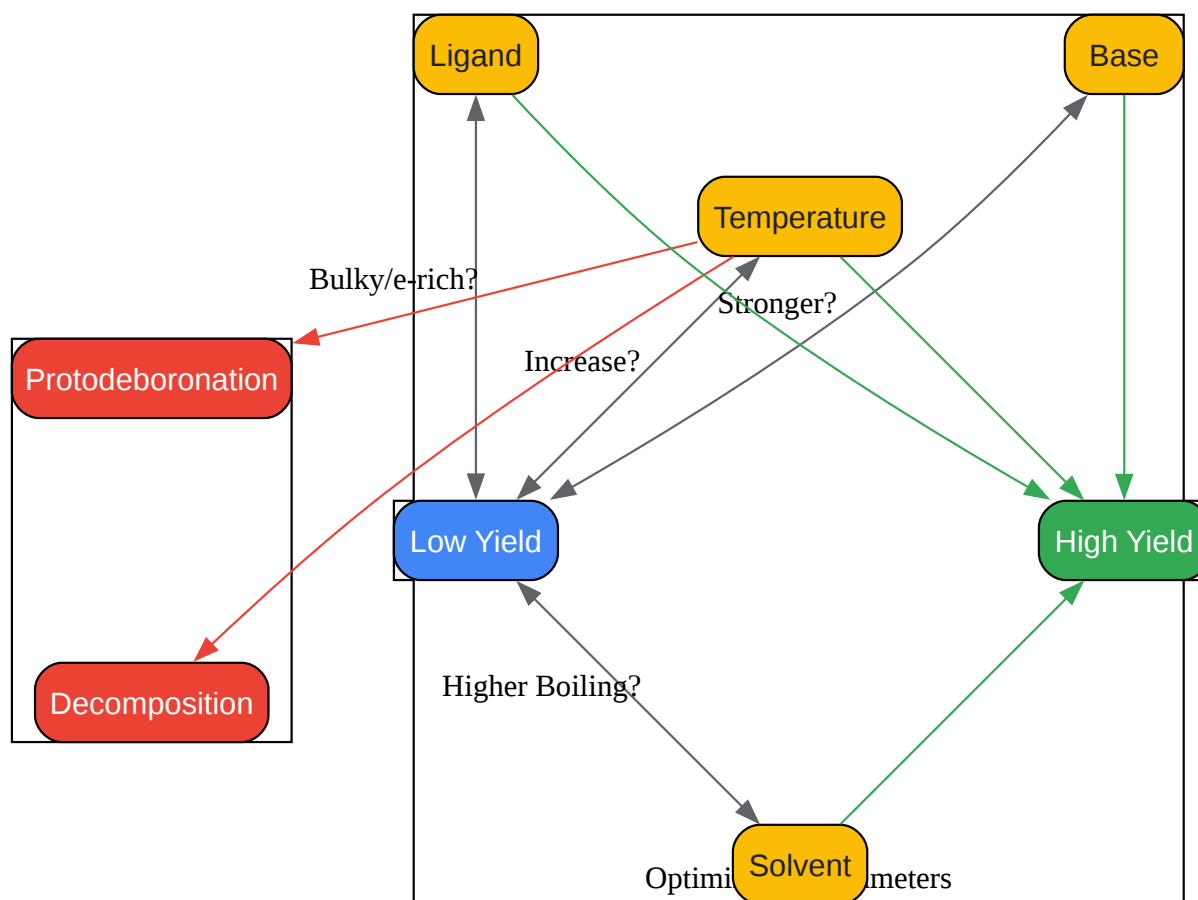 Ligand
Base
Temperature
Bulky/e-rich?
Stronger?
Increase?
Protodeboronation
Low Yield
High Yield
Higher Boiling?
Decomposition
Solvent